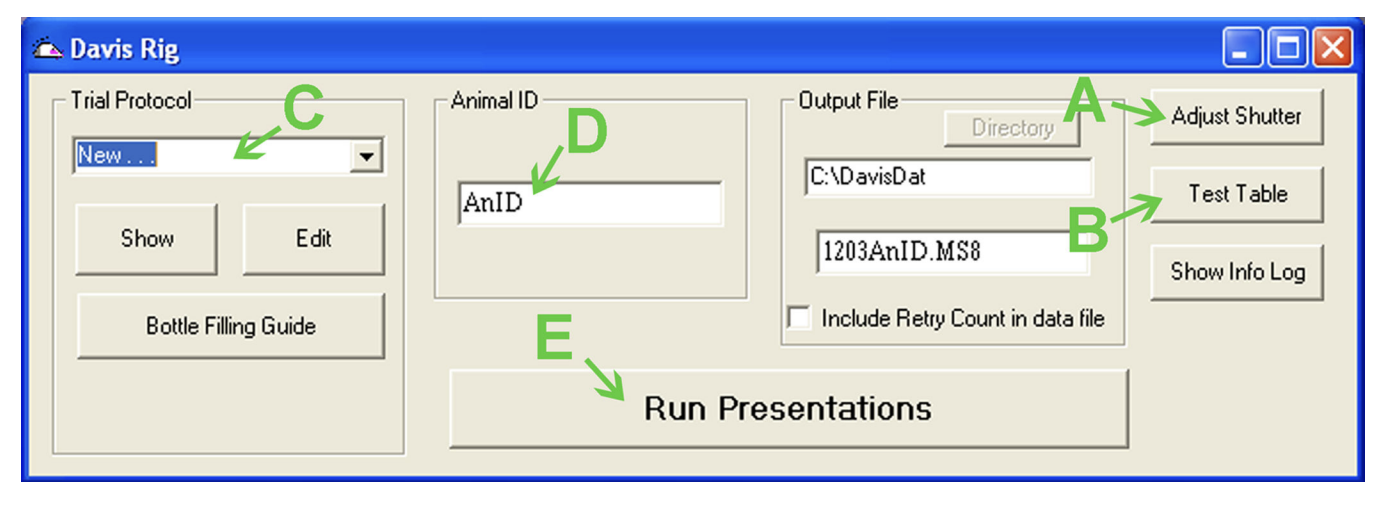 Davis Rig
Trial Protocol
C
New . . .
Show
Edit
Bottle Filling Guide
Animal ID
D
AnID
Output File
Directory
C:\DavisDat
1203AnID.MS8
Include Retry Count in data file
A
Adjust Shutter
B
Test Table
Show Info Log
E
Run Presentations